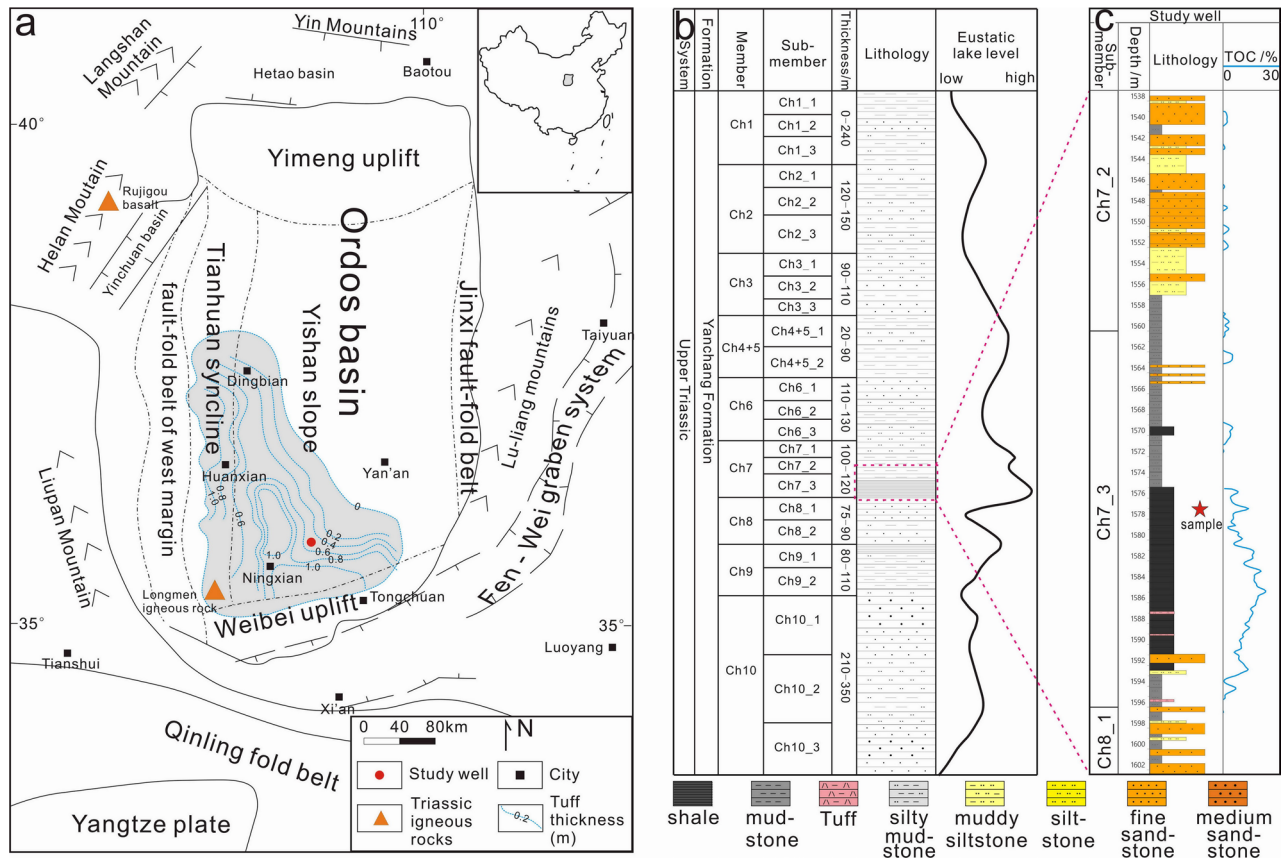 a
110°
Yin Mountains
Langshan
Mountain
Baotou
Hetao basin
40°
Yimeng uplift
Helan Moutain
Rujigou
basalt
Yinchuan basin
Ordos basin
Tianhuan syncline
fault-fold belt of west margin
Yishan slope
Jinxi fault-fold belt
Lu-liang mountains
Taiyuan
Fen - Wei graben system
Dingbian
Huanxian
Yan'an
Liupan Mountain
0.8
1.0
0.6
0
0.2
0.4
0.6
0.8
1.0
1.0
Ningxian
Longmen
igneous rock
Weibei uplift
Tongchuan
35°
35°
Luoyang
Tianshui
Xi'an
Qinling fold belt
Yangtze plate
0 40 80km
N
Study well
City
Triassic
igneous
rocks
0.2
Tuff
thickness
(m)
b
System
Formation
Member
Sub-
member
Thickness/m
Lithology
Eustatic
lake level
low high
Upper Triassic
Yanchang Formation
Ch1
Ch1_1
Ch1_2
Ch1_3
0-240
Ch2
Ch2_1
Ch2_2
Ch2_3
120-150
Ch3
Ch3_1
Ch3_2
Ch3_3
90-110
Ch4+5
Ch4+5_1
Ch4+5_2
20-90
Ch6
Ch6_1
Ch6_2
Ch6_3
110-130
Ch7
Ch7_1
Ch7_2
Ch7_3
100-120
Ch8
Ch8_1
Ch8_2
75-90
Ch9
Ch9_1
Ch9_2
80-110
Ch10
Ch10_1
Ch10_2
Ch10_3
210-350
c
Study well
Sub-
member
Depth /m
Lithology
TOC /%
0 30
Ch7_2
Ch7_3
Ch8_1
1538
1540
1542
1544
1546
1548
1550
1552
1554
1556
1558
1560
1562
1564
1566
1568
1570
1572
1574
1576
1578
1580
1582
1584
1586
1588
1590
1592
1594
1596
1598
1600
1602
sample
shale
mud-
stone
Tuff
silty
mud-
stone
muddy
siltstone
silt-
stone
fine
sand-
stone
medium
sand-
stone